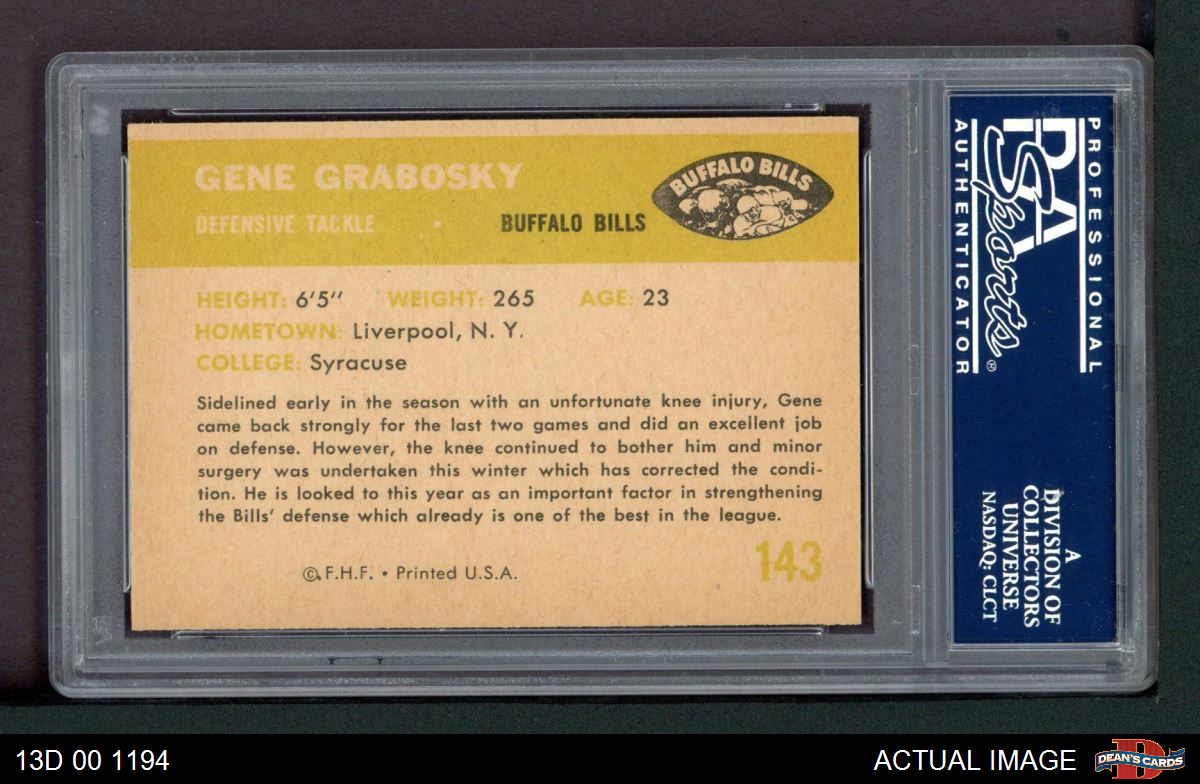 GENE GRABOSKY
DEFENSIVE TACKLE • BUFFALO BILLS
BUFFALO BILLS
HEIGHT: 6'5" WEIGHT: 265 AGE: 23
HOMETOWN: Liverpool, N. Y.
COLLEGE: Syracuse
Sidelined early in the season with an unfortunate knee injury, Gene
came back strongly for the last two games and did an excellent job
on defense. However, the knee continued to bother him and minor
surgery was undertaken this winter which has corrected the condi-
tion. He is looked to this year as an important factor in strengthening
the Bills' defense which already is one of the best in the league.
143
© F.H.F. • Printed U.S.A.
PROFESSIONAL
PSA
Sports®
AUTHENTICATOR
A
DIVISION OF
COLLECTORS
UNIVERSE
NASDAQ: CLCT
13D 00 1194
ACTUAL IMAGE
D
DEAN'S CARDS